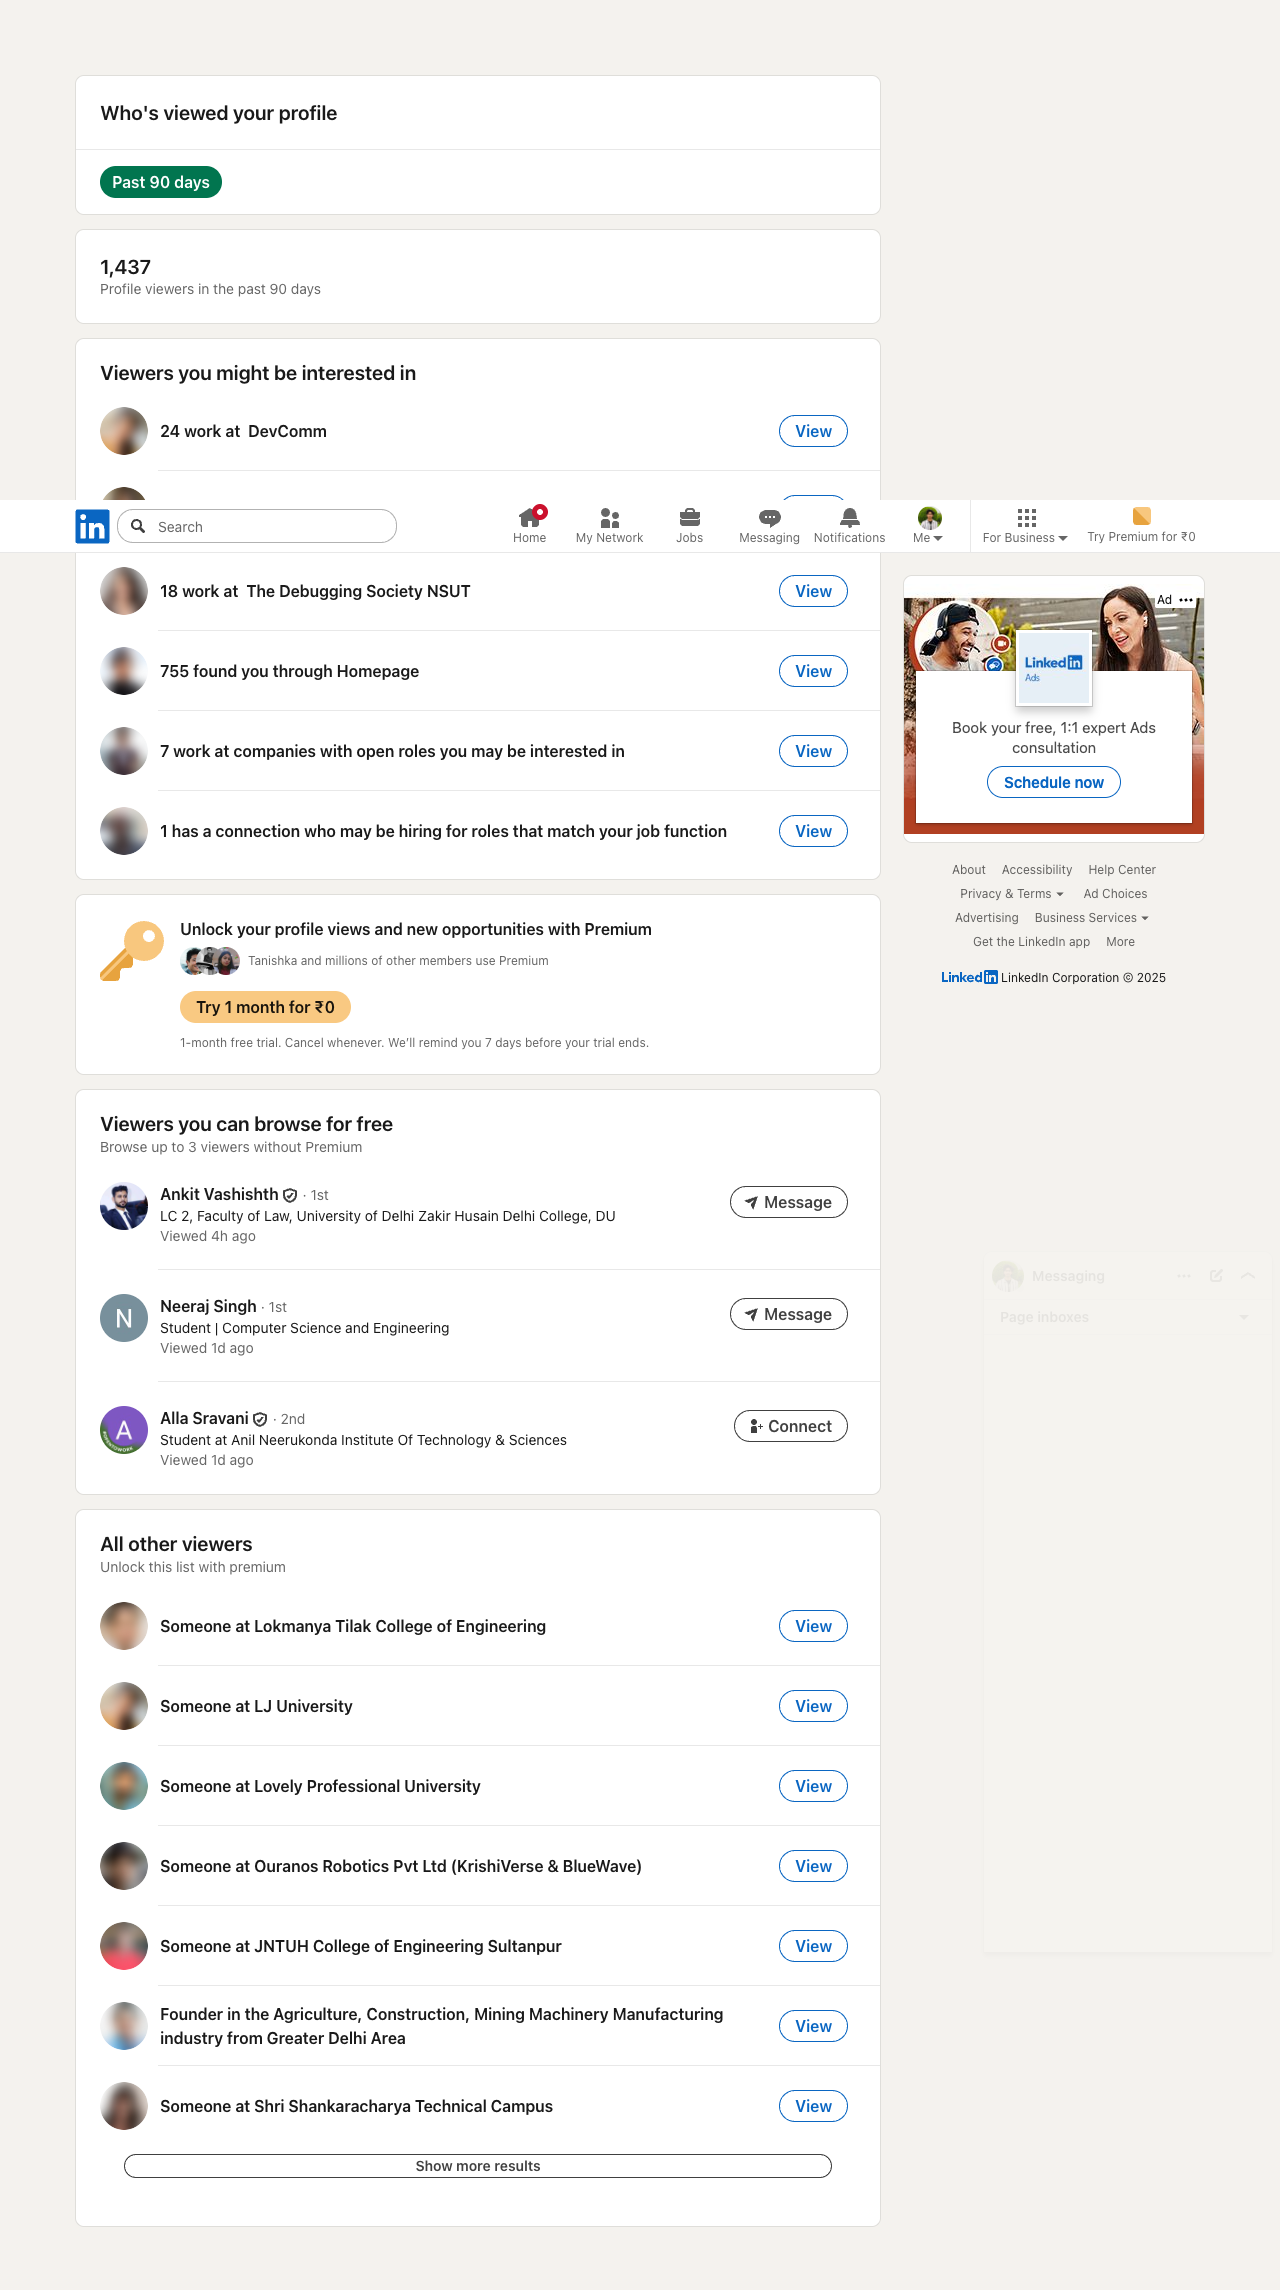 Who's viewed your profile
Past 90 days
1,437
Profile viewers in the past 90 days
Viewers you might be interested in
24 work at DevComm
View
in
Search
Home
My Network
Jobs
Messaging
Notifications
Me
For Business
Try Premium for ₹0
18 work at The Debugging Society NSUT
View
755 found you through Homepage
View
7 work at companies with open roles you may be interested in
View
1 has a connection who may be hiring for roles that match your job function
View
Ad
Linked in
Ads
Book your free, 1:1 expert Ads
consultation
Schedule now
About Accessibility Help Center
Privacy & Terms Ad Choices
Advertising Business Services
Get the LinkedIn app More
Linked in LinkedIn Corporation © 2025
Unlock your profile views and new opportunities with Premium
Tanishka and millions of other members use Premium
Try 1 month for ₹0
1-month free trial. Cancel whenever. We'll remind you 7 days before your trial ends.
Viewers you can browse for free
Browse up to 3 viewers without Premium
Ankit Vashishth · 1st
LC 2, Faculty of Law, University of Delhi Zakir Husain Delhi College, DU
Viewed 4h ago
Message
N
Neeraj Singh · 1st
Student | Computer Science and Engineering
Viewed 1d ago
Message
A
#OPENTOWORK
Alla Sravani · 2nd
Student at Anil Neerukonda Institute Of Technology & Sciences
Viewed 1d ago
Connect
Messaging
Page inboxes
All other viewers
Unlock this list with premium
Someone at Lokmanya Tilak College of Engineering
View
Someone at LJ University
View
Someone at Lovely Professional University
View
Someone at Ouranos Robotics Pvt Ltd (KrishiVerse & BlueWave)
View
Someone at JNTUH College of Engineering Sultanpur
View
Founder in the Agriculture, Construction, Mining Machinery Manufacturing
industry from Greater Delhi Area
View
Someone at Shri Shankaracharya Technical Campus
View
Show more results